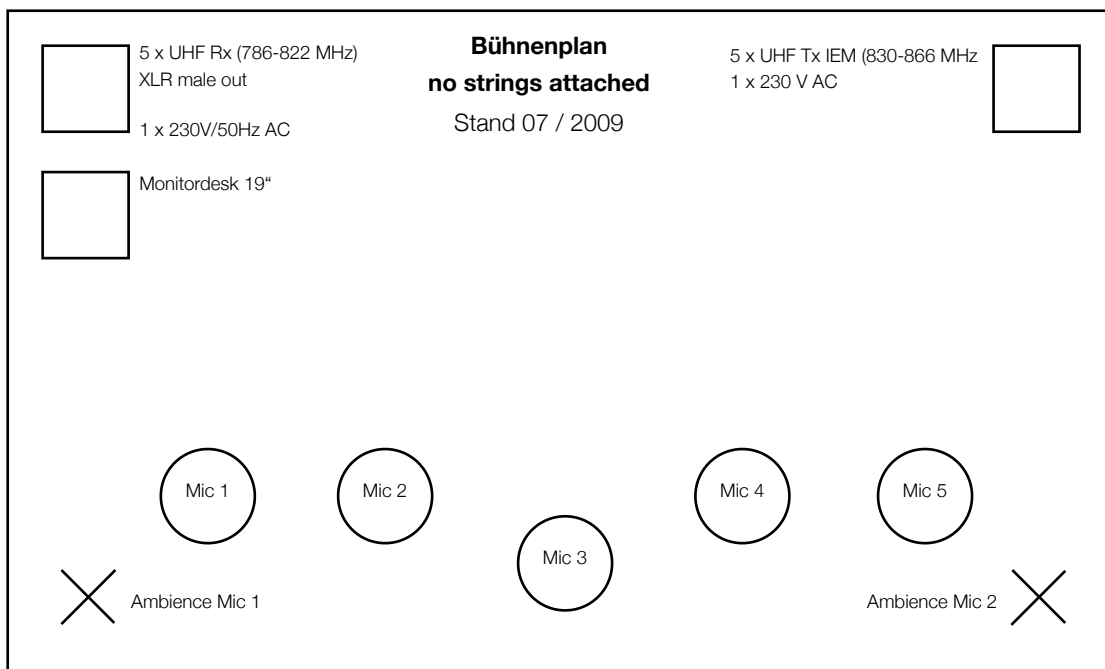 5 x UHF Rx (786-822 MHz)
XLR male out
1 x 230V/50Hz AC
Bühnenplan
no strings attached
Stand 07 / 2009
5 x UHF Tx IEM (830-866 MHz
1 x 230 V AC
Monitordesk 19“
Mic 1
Mic 2
Mic 4
Mic 5
Mic 3
Ambience Mic 1
Ambience Mic 2